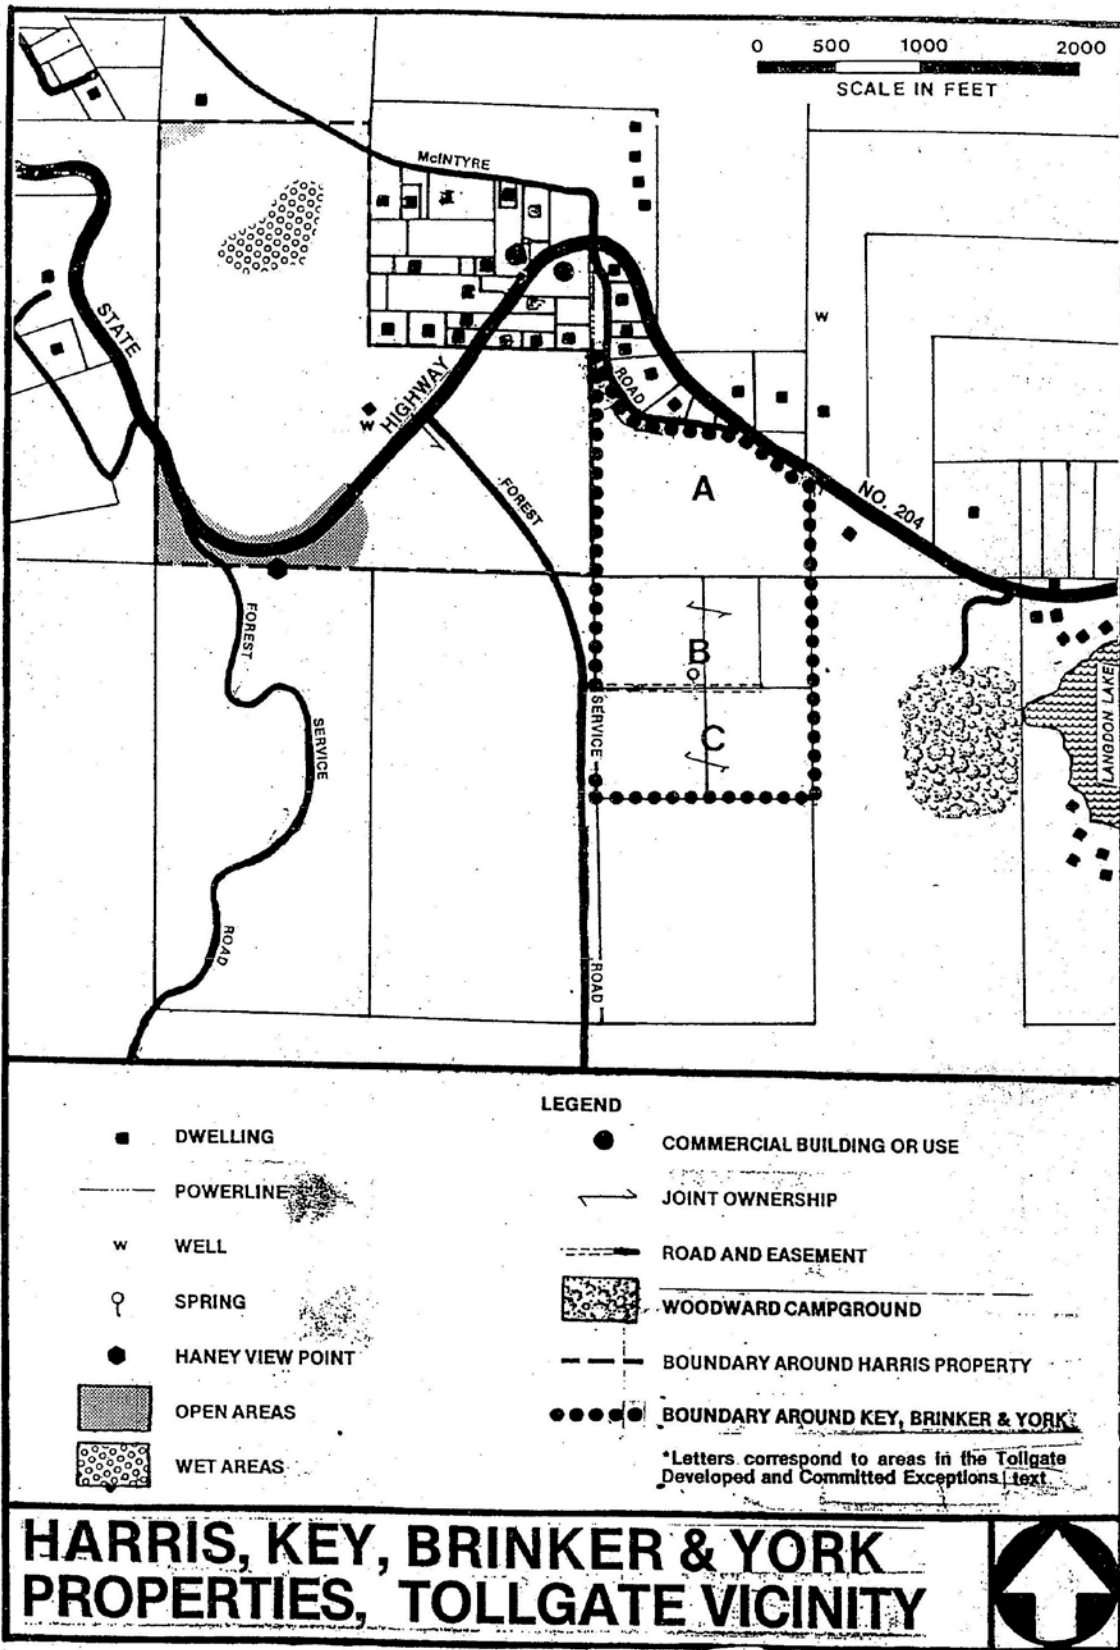 0 500 1000 2000
SCALE IN FEET
McINTYRE
STATE
HIGHWAY
W
W
ROAD
A
NO. 204
FOREST
FOREST
B
SERVICE
C
SERVICE
LANGDON LAKE
ROAD
ROAD
LEGEND
DWELLING
POWERLINE
W WELL
SPRING
HANEY VIEW POINT
OPEN AREAS
WET AREAS
COMMERCIAL BUILDING OR USE
JOINT OWNERSHIP
ROAD AND EASEMENT
WOODWARD CAMPGROUND
BOUNDARY AROUND HARRIS PROPERTY
BOUNDARY AROUND KEY, BRINKER & YORK
*Letters correspond to areas in the Tollgate
Developed and Committed Exceptions text
HARRIS, KEY, BRINKER & YORK
PROPERTIES, TOLLGATE VICINITY